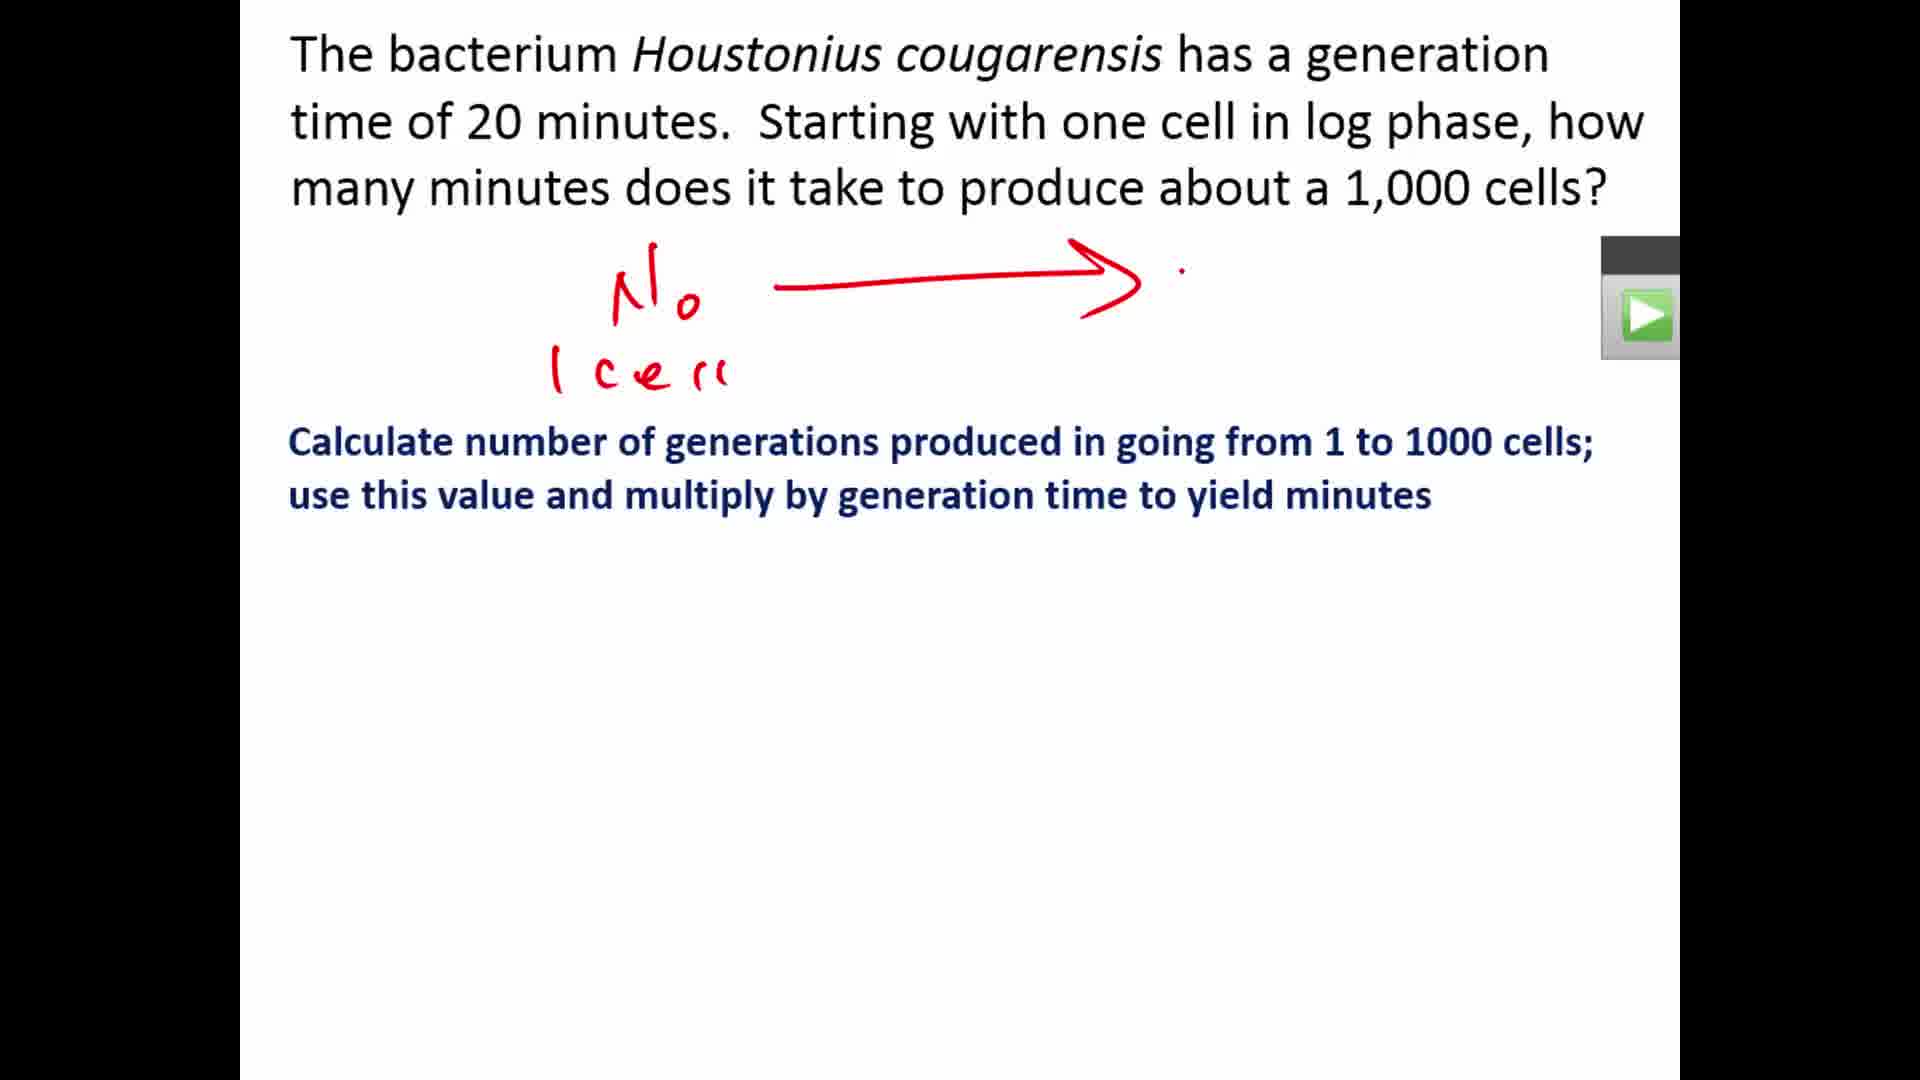 The bacterium Houstonius cougarensis has a generation
time of 20 minutes.  Starting with one cell in log phase, how
many minutes does it take to produce about a 1,000 cells?
No
1 cell
Calculate number of generations produced in going from 1 to 1000 cells;
use this value and multiply by generation time to yield minutes